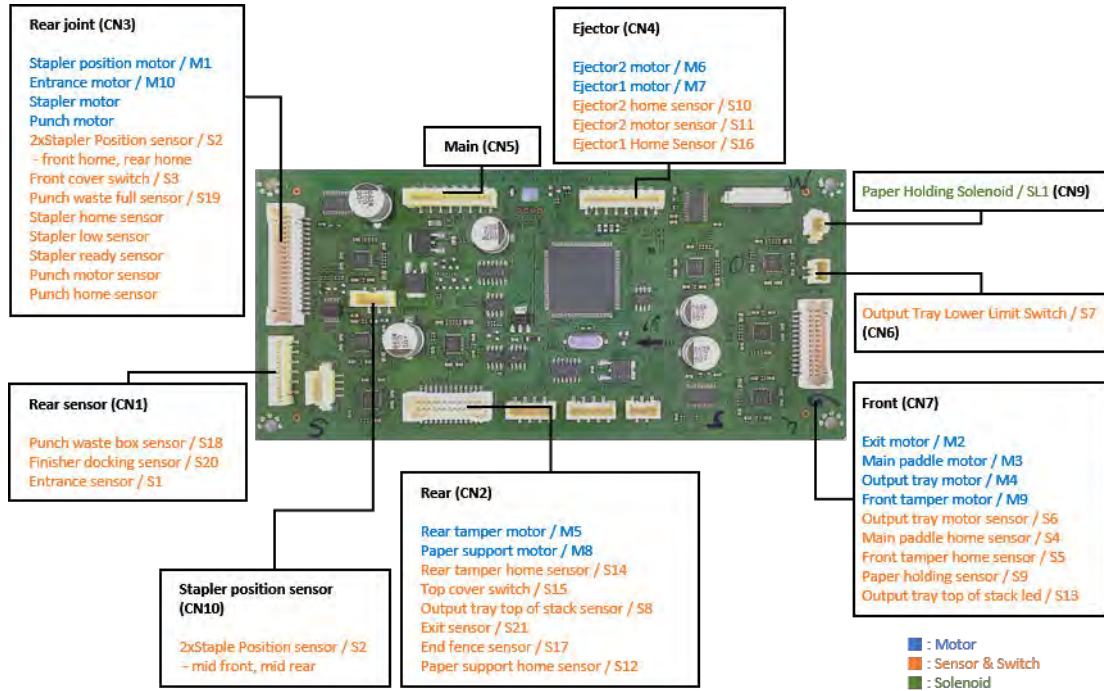 Rear joint (CN3)
Stapler position motor / M1
Entrance motor / M10
Stapler motor
Punch motor
2xStapler Position sensor / S2
- front home, rear home
Front cover switch / S3
Punch waste full sensor / S19
Stapler home sensor
Stapler low sensor
Stapler ready sensor
Punch motor sensor
Punch home sensor
Main (CN5)
Ejector (CN4)
Ejector2 motor / M6
Ejector1 motor / M7
Ejector2 home sensor / S10
Ejector2 motor sensor / S11
Ejector1 Home Sensor / S16
Paper Holding Solenoid / SL1 (CN9)
Output Tray Lower Limit Switch / S7
(CN6)
Rear sensor (CN1)
Punch waste box sensor / S18
Finisher docking sensor / S20
Entrance sensor / S1
Stapler position sensor
(CN10)
2xStaple Position sensor / S2
- mid front, mid rear
Rear (CN2)
Rear tamper motor / M5
Paper support motor / M8
Rear tamper home sensor / S14
Top cover switch / S15
Output tray top of stack sensor / S8
Exit sensor / S21
End fence sensor / S17
Paper support home sensor / S12
Front (CN7)
Exit motor / M2
Main paddle motor / M3
Output tray motor / M4
Front tamper motor / M9
Output tray motor sensor / S6
Main paddle home sensor / S4
Front tamper home sensor / S5
Paper holding sensor / S9
Output tray top of stack led / S13
: Motor
: Sensor & Switch
: Solenoid